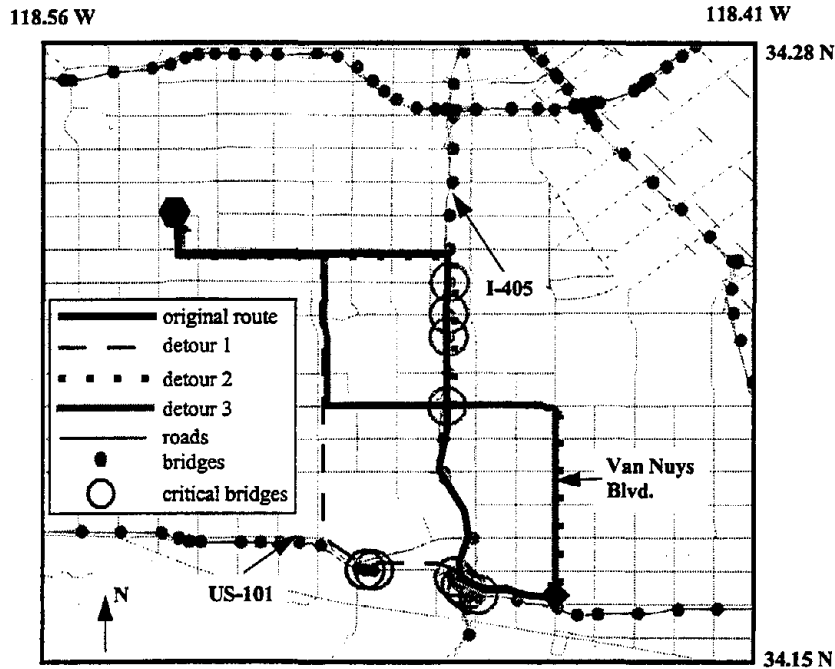 118.56 W
118.41 W
34.28 N
I-405
original route
detour 1
detour 2
detour 3
roads
bridges
critical bridges
Van Nuys
Blvd.
US-101
N
34.15 N